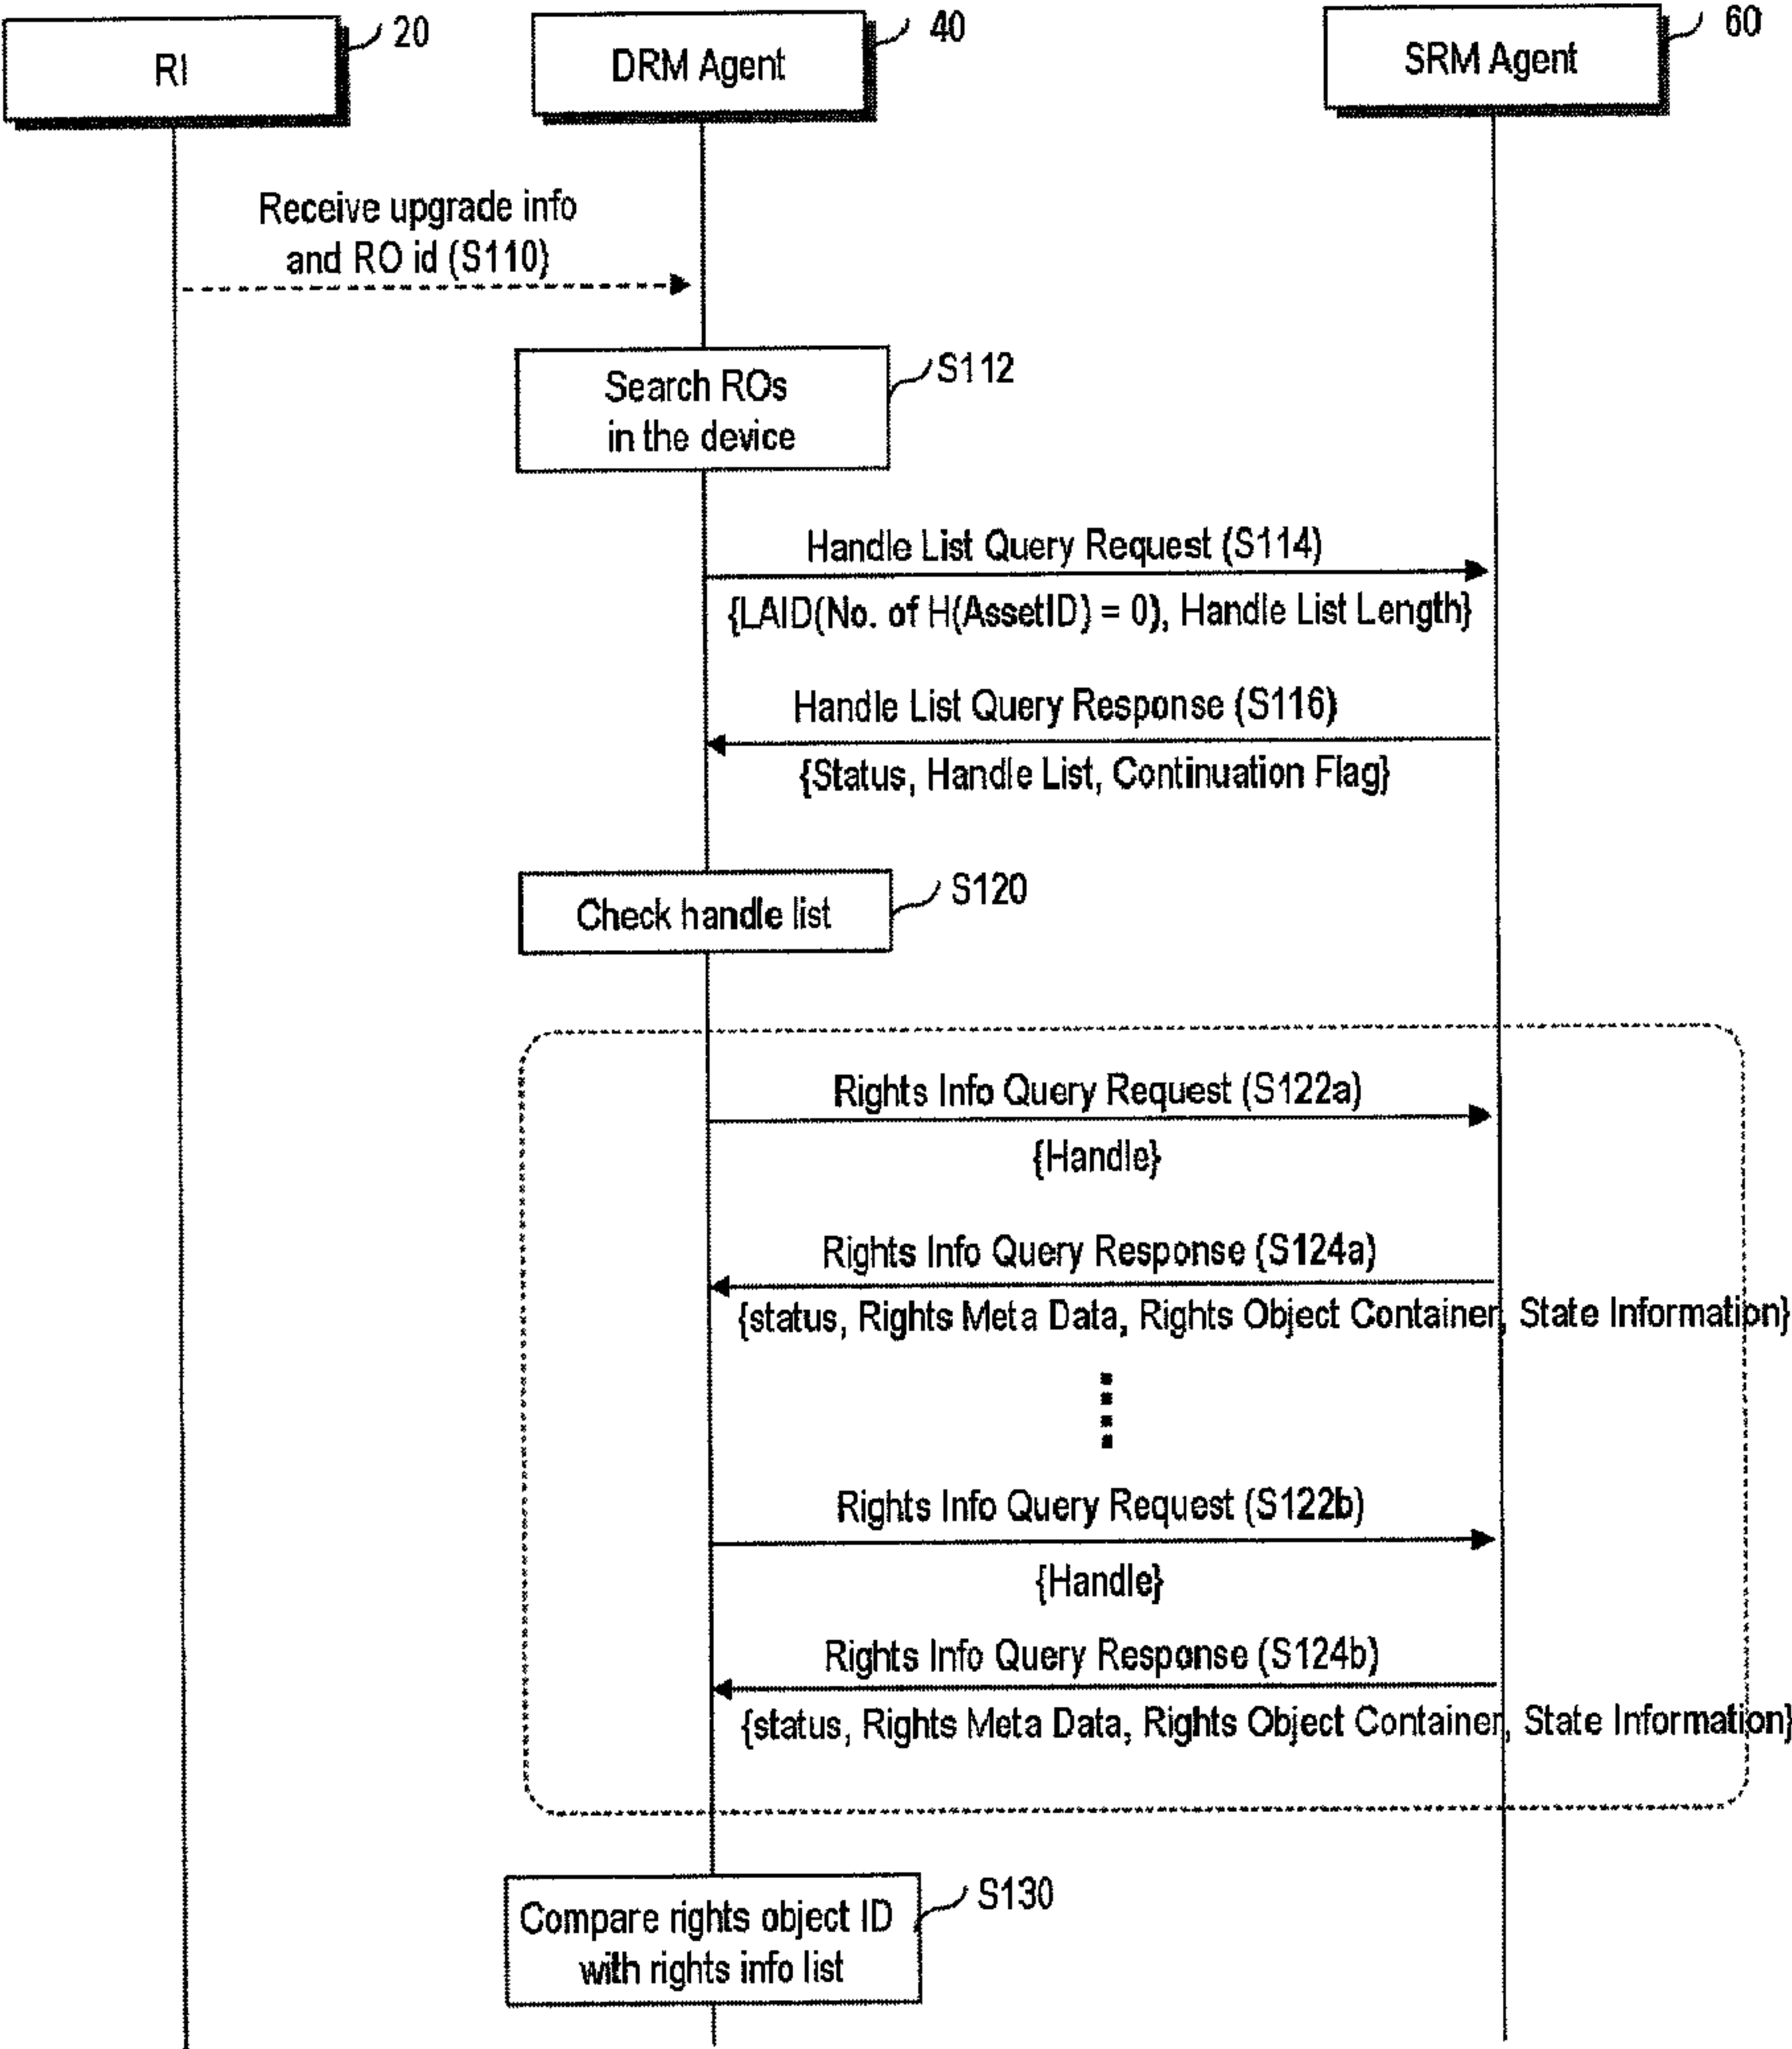 RI
20
DRM Agent
40
SRM Agent
60
Receive upgrade info
and RO id (S110)
Search ROs
in the device
S112
Handle List Query Request (S114)
{LAID(No. of H(AssetID) = 0), Handle List Length}
Handle List Query Response (S116)
{Status, Handle List, Continuation Flag}
Check handle list
S120
Rights Info Query Request (S122a)
{Handle}
Rights Info Query Response (S124a)
{status, Rights Meta Data, Rights Object Container, State Information}
Rights Info Query Request (S122b)
{Handle}
Rights Info Query Response (S124b)
{status, Rights Meta Data, Rights Object Container, State Information}
Compare rights object ID
with rights info list
S130